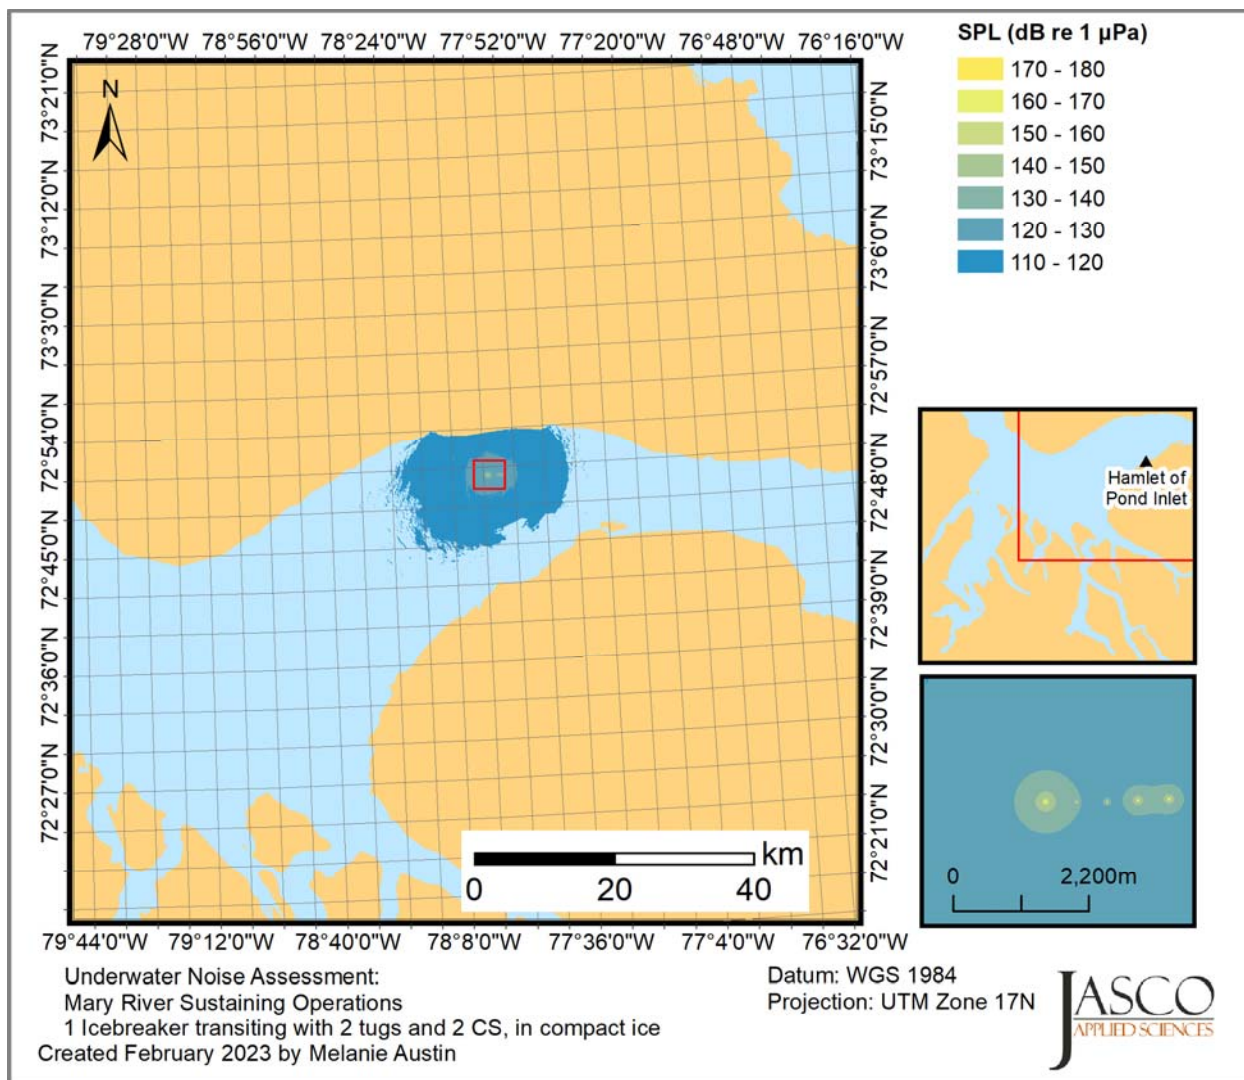 79°28'0"W 78°56'0"W 78°24'0"W 77°52'0"W 77°20'0"W 76°48'0"W 76°16'0"W
SPL (dB re 1 µPa)
170 - 180
160 - 170
150 - 160
140 - 150
130 - 140
120 - 130
110 - 120
N
73°21'0"N
73°12'0"N
73°3'0"N
72°54'0"N
72°45'0"N
72°36'0"N
72°27'0"N
73°15'0"N
73°6'0"N
72°57'0"N
72°48'0"N
72°39'0"N
72°30'0"N
72°21'0"N
Hamlet of
Pond Inlet
km
0 20 40
0 2,200m
79°44'0"W 79°12'0"W 78°40'0"W 78°8'0"W 77°36'0"W 77°4'0"W 76°32'0"W
Underwater Noise Assessment:
Mary River Sustaining Operations
1 Icebreaker transiting with 2 tugs and 2 CS, in compact ice
Created February 2023 by Melanie Austin
Datum: WGS 1984
Projection: UTM Zone 17N
JASCO
APPLIED SCIENCES